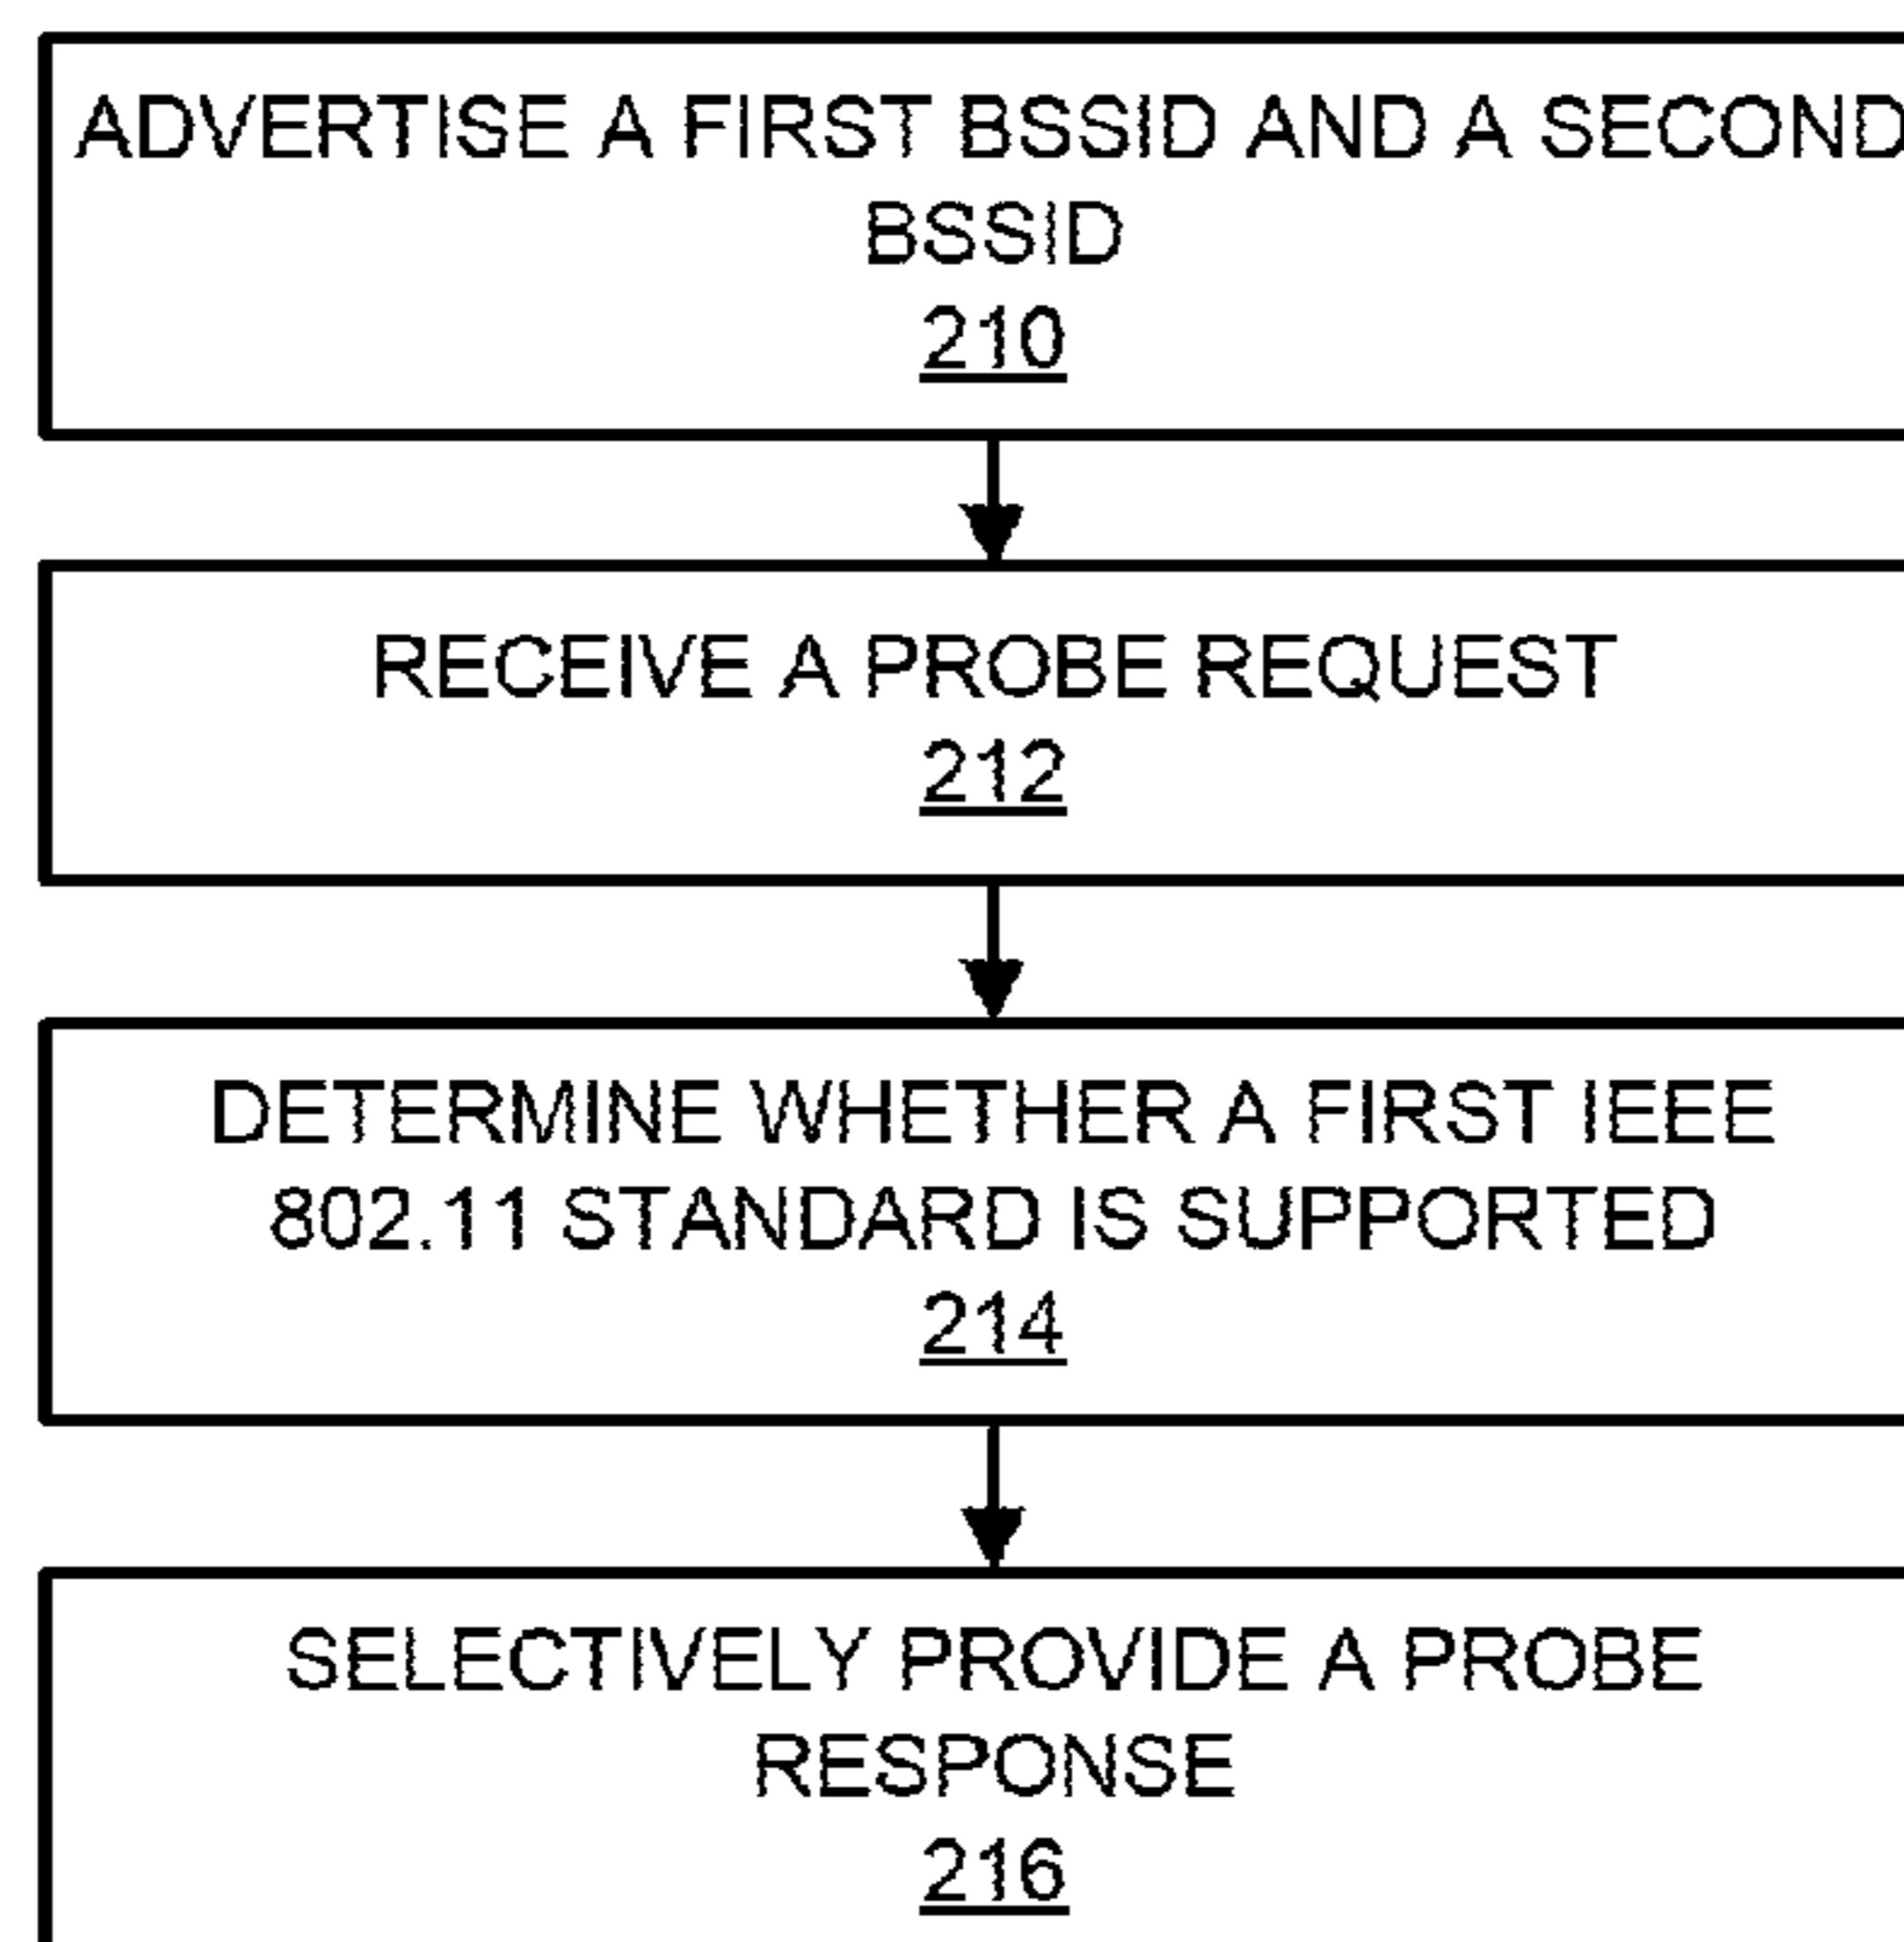 ADVERTISE A FIRST BSSID AND A SECOND
BSSID
210
RECEIVE A PROBE REQUEST
212
DETERMINE WHETHER A FIRST IEEE
802.11 STANDARD IS SUPPORTED
214
SELECTIVELY PROVIDE A PROBE
RESPONSE
216